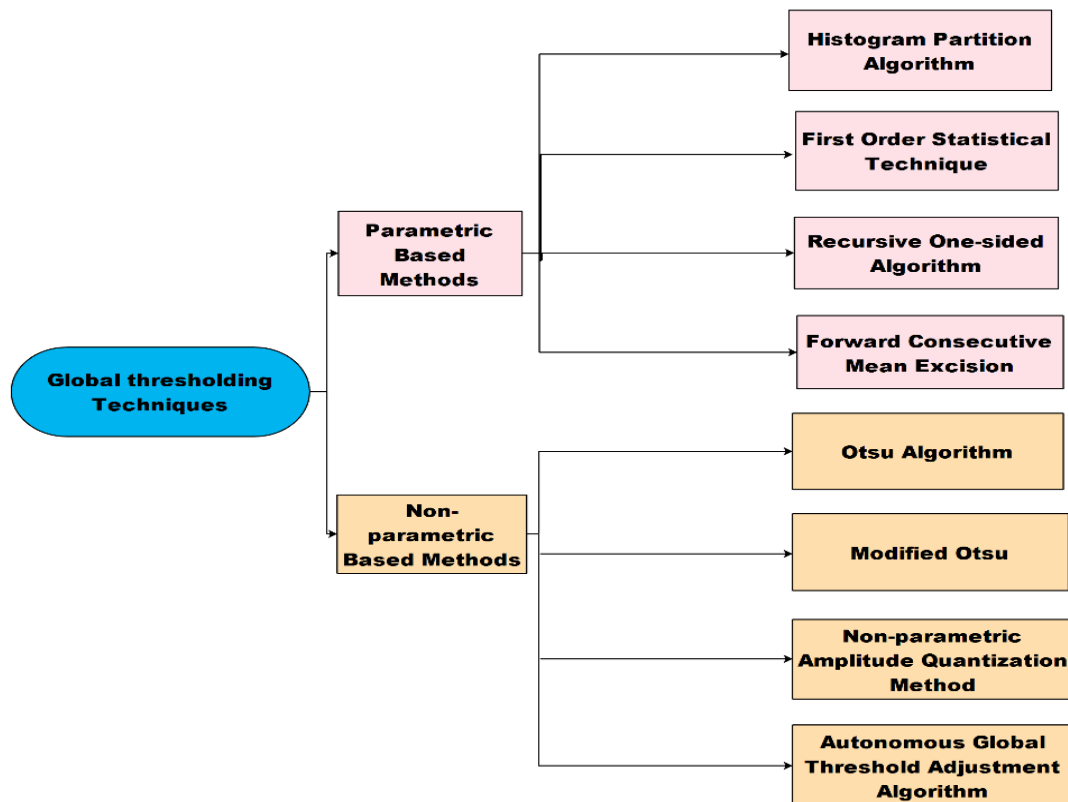 Histogram Partition
Algorithm
First Order Statistical
Technique
Parametric
Based
Methods
Recursive One-sided
Algorithm
Forward Consecutive
Mean Excision
Global thresholding
Techniques
Otsu Algorithm
Non-
parametric
Based Methods
Modified Otsu
Non-parametric
Amplitude Quantization
Method
Autonomous Global
Threshold Adjustment
Algorithm